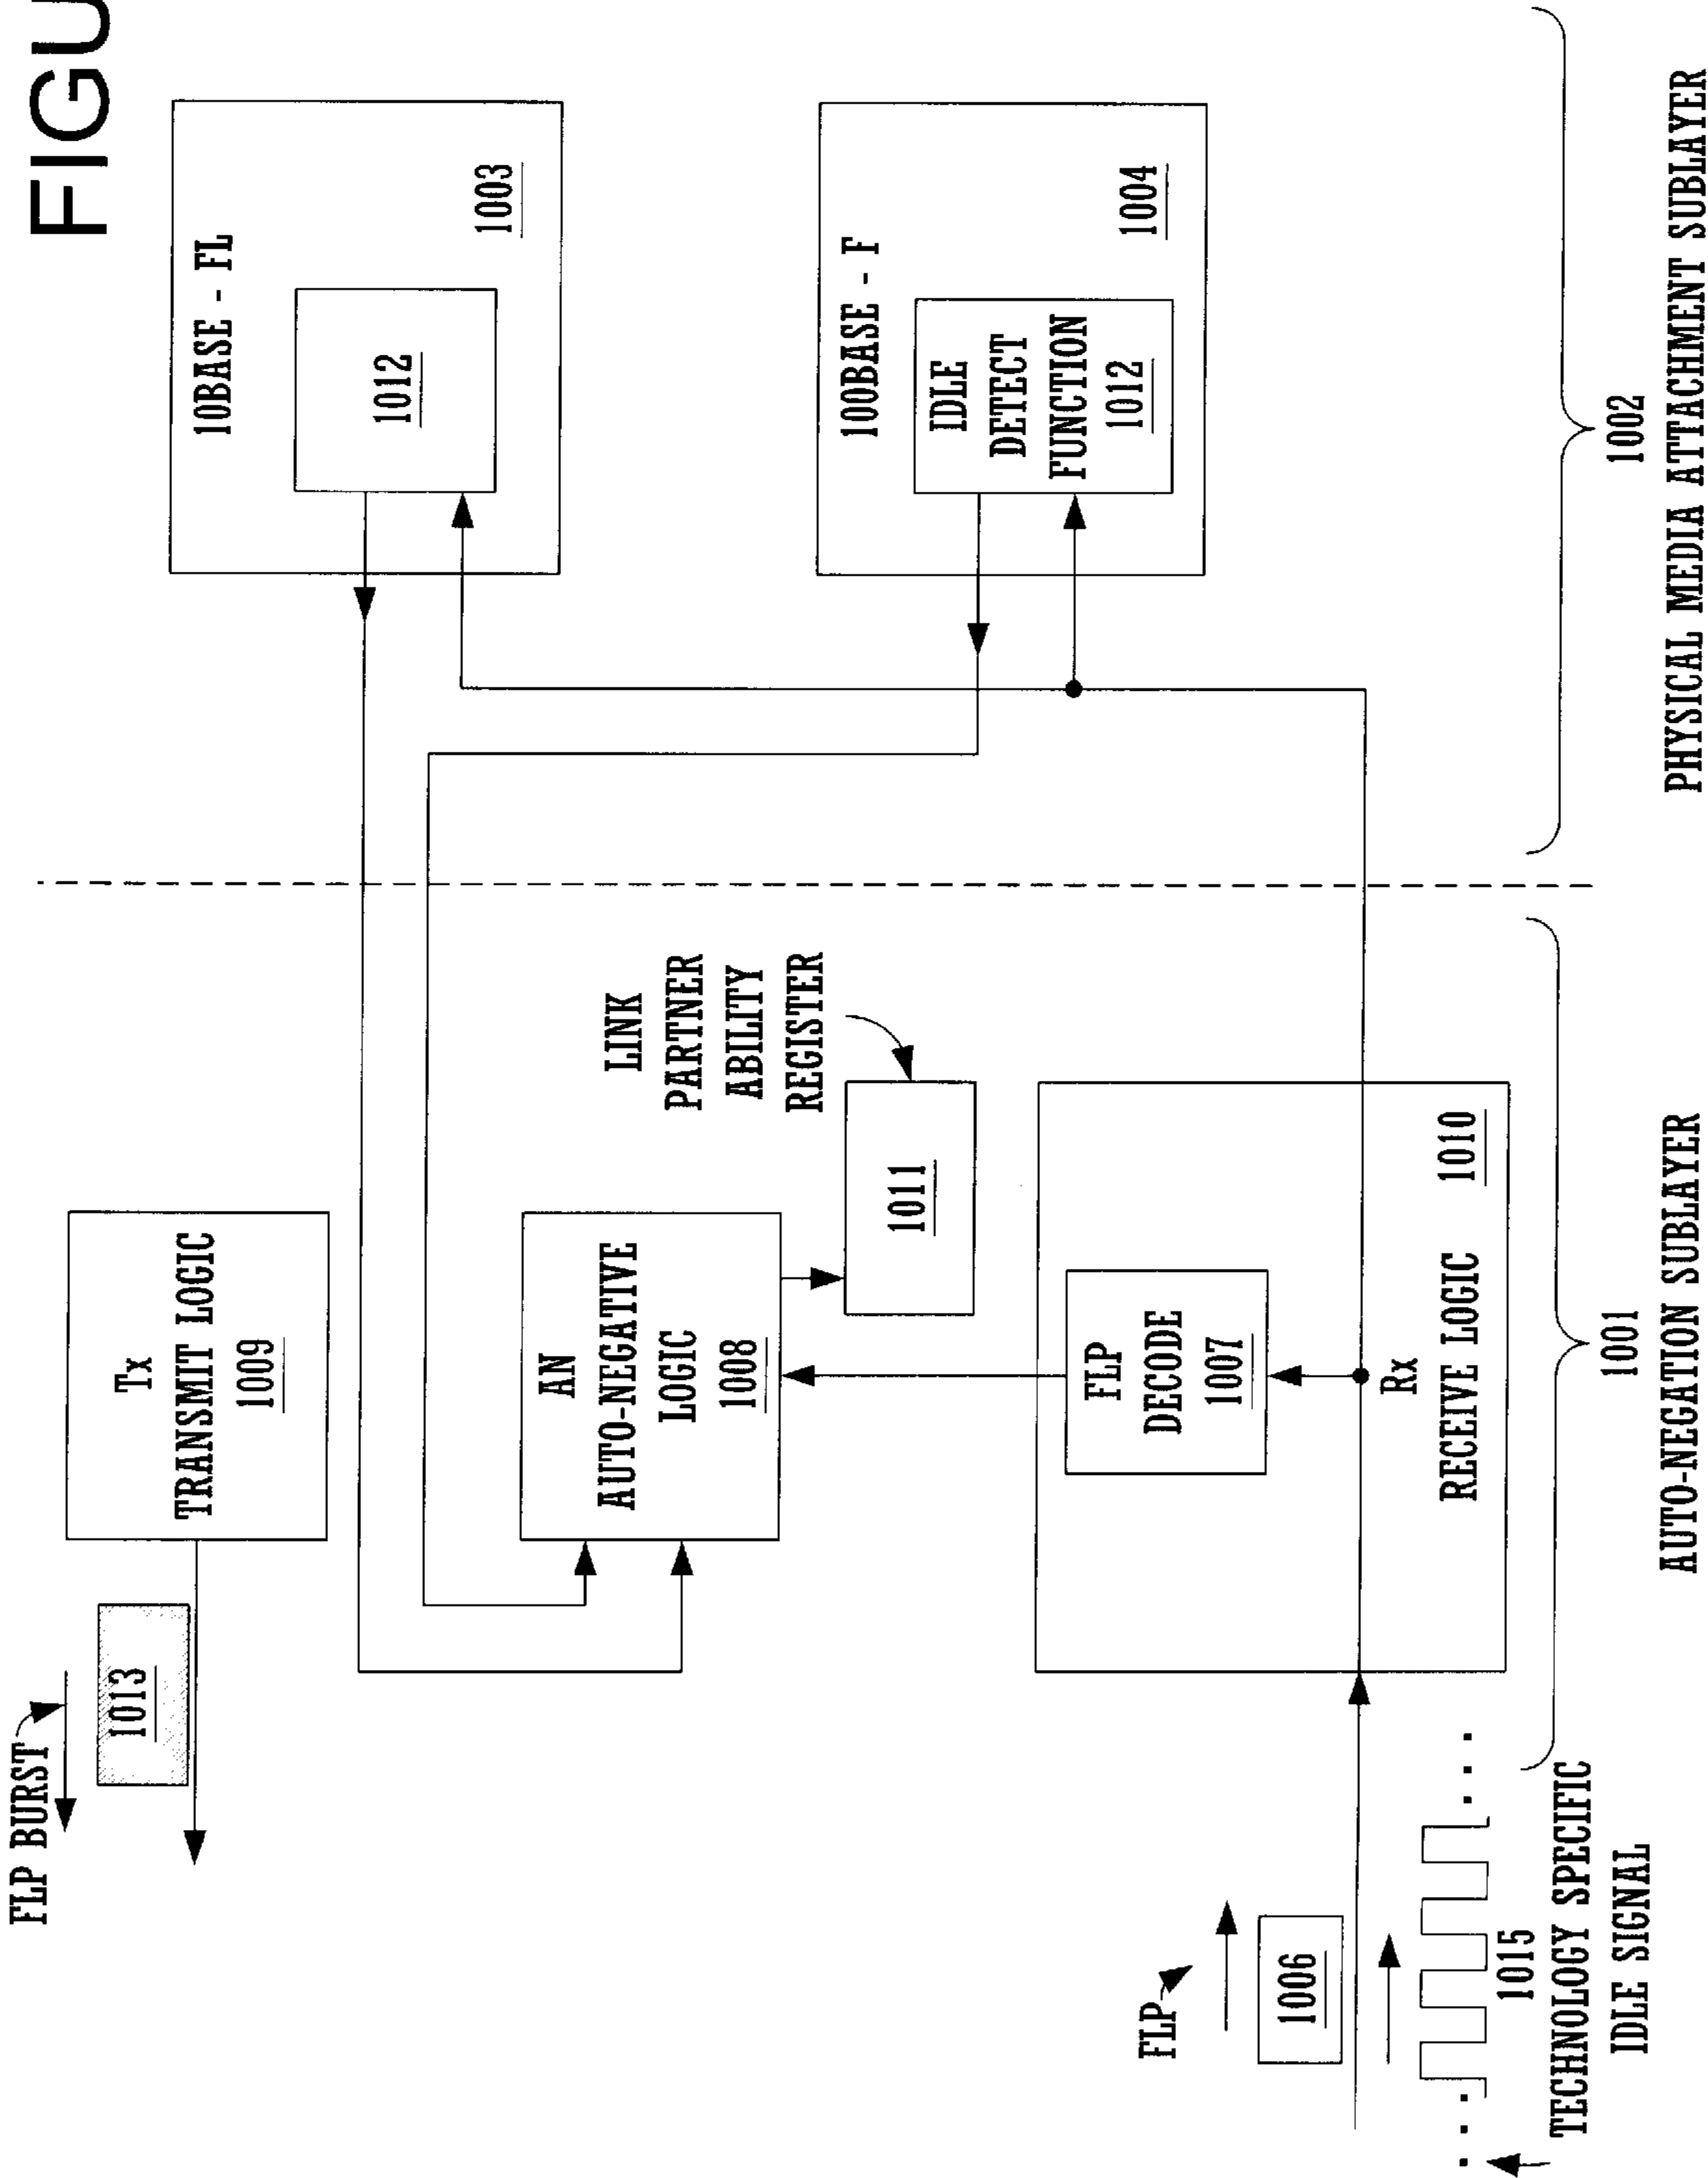 FIGU
FLP BURST
1013
Tx
TRANSMIT LOGIC
1009
10BASE - FL
1012
1003
AN
AUTO-NEGATIVE
LOGIC
1008
LINK
PARTNER
ABILITY
REGISTER
1011
100BASE - F
IDLE
DETECT
FUNCTION
1012
1004
FLP
1006
FLP
DECODE
1007
Rx
RECEIVE LOGIC
1010
1015
TECHNOLOGY SPECIFIC
IDLE SIGNAL
1001
AUTO-NEGATION SUBLAYER
1002
PHYSICAL MEDIA ATTACHMENT SUBLAYER